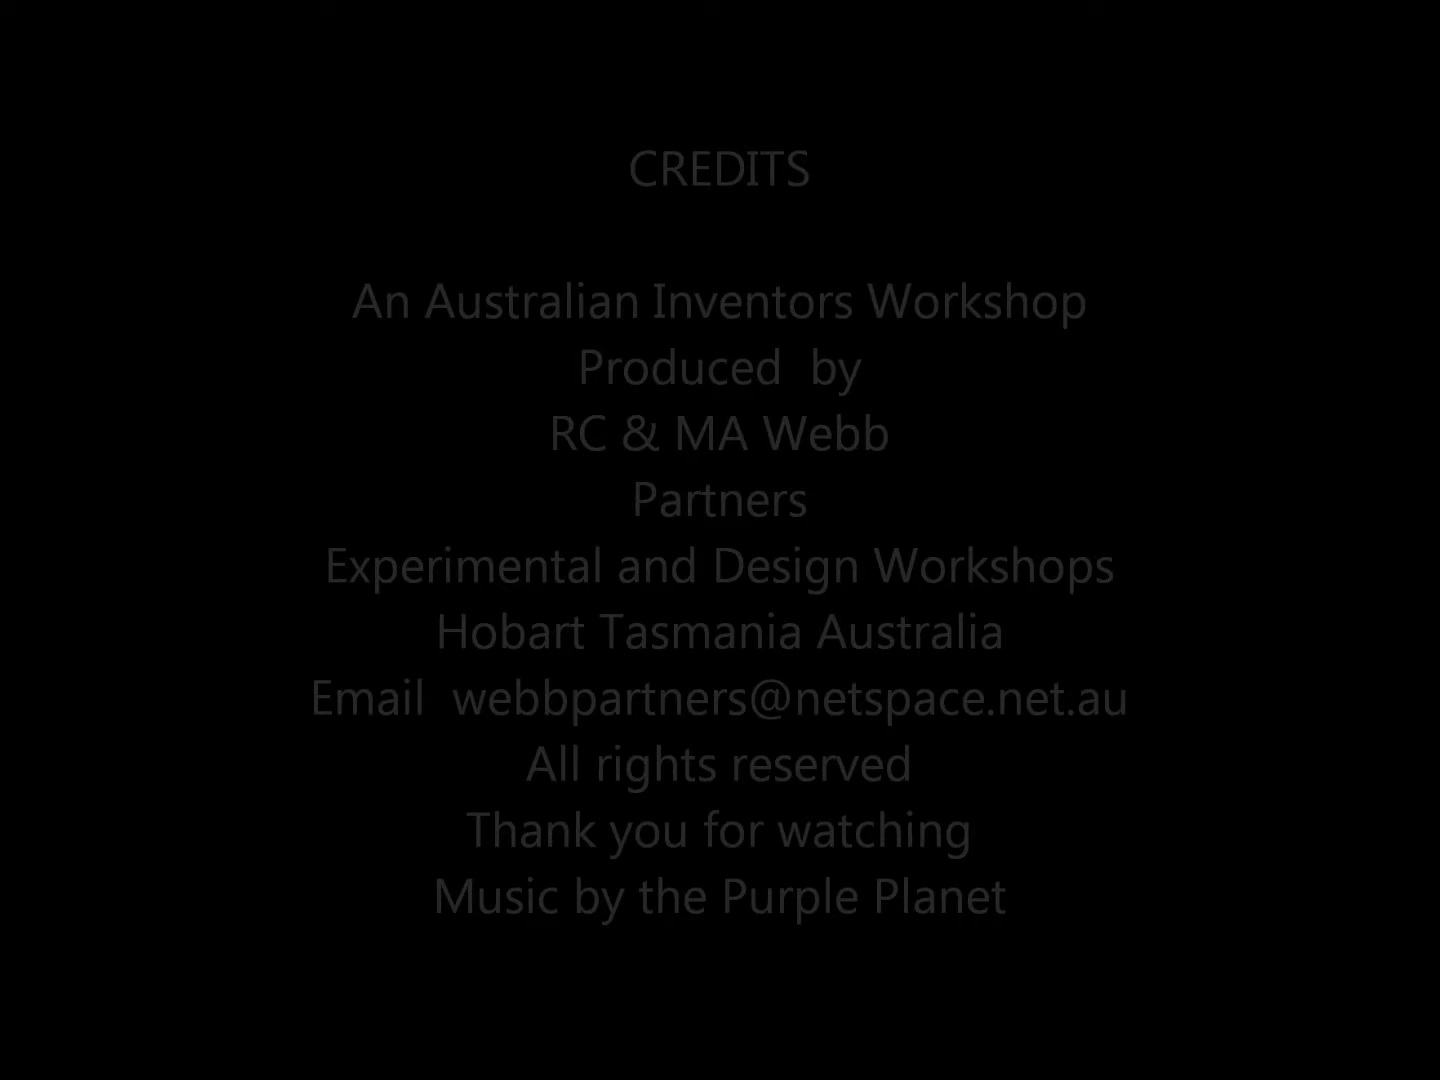 CREDITS
An Australian Inventors Workshop
Produced  by
RC & MA Webb
Partners
Experimental and Design Workshops
Hobart Tasmania Australia
Email  webbpartners@netspace.net.au
All rights reserved
Thank you for watching
Music by the Purple Planet